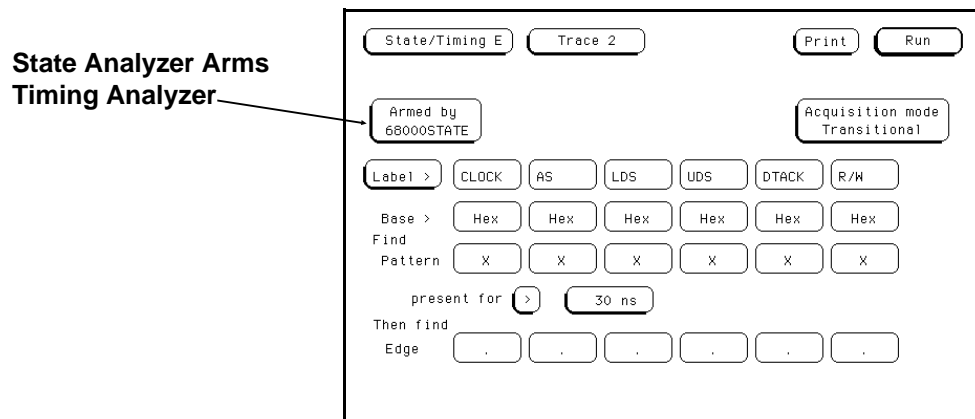 State Analyzer Arms
Timing Analyzer
State/Timing E Trace 2 Print Run
Armed by
68000STATE
Acquisition mode
Transitional
Label > CLOCK AS LDS UDS DTACK R/W
Base > Hex Hex Hex Hex Hex Hex
Find
Pattern X X X X X X
present for > 30 ns
Then find
Edge . . . . . .